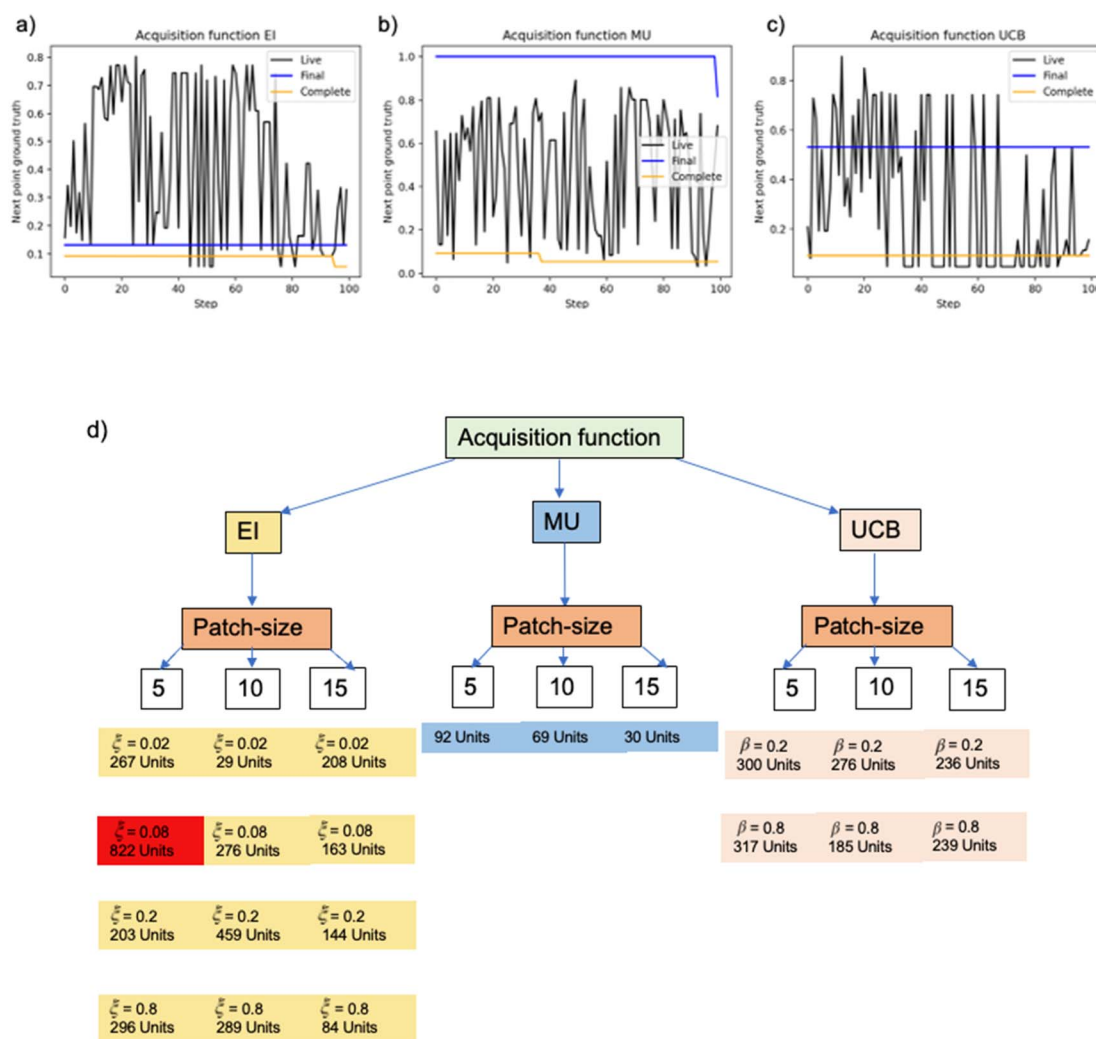 a)
Acquisition function EI
Next point ground truth
0.8
0.7
0.6
0.5
0.4
0.3
0.2
0.1
Live
Final
Complete
0 20 40 60 80 100
Step
b)
Acquisition function MU
Next point ground truth
1.0
0.8
0.6
0.4
0.2
0.0
Live
Final
Complete
0 20 40 60 80 100
Step
c)
Acquisition function UCB
Next point ground truth
0.8
0.6
0.4
0.2
Live
Final
Complete
0 20 40 60 80 100
Step
d)
Acquisition function
EI MU UCB
Patch-size Patch-size Patch-size
5 10 15 5 10 15 5 10 15
ξ = 0.02 ξ = 0.02 ξ = 0.02
267 Units 29 Units 208 Units
92 Units 69 Units 30 Units
β = 0.2 β = 0.2 β = 0.2
300 Units 276 Units 236 Units
ξ = 0.08 ξ = 0.08 ξ = 0.08
822 Units 276 Units 163 Units
β = 0.8 β = 0.8 β = 0.8
317 Units 185 Units 239 Units
ξ = 0.2 ξ = 0.2 ξ = 0.2
203 Units 459 Units 144 Units
ξ = 0.8 ξ = 0.8 ξ = 0.8
296 Units 289 Units 84 Units